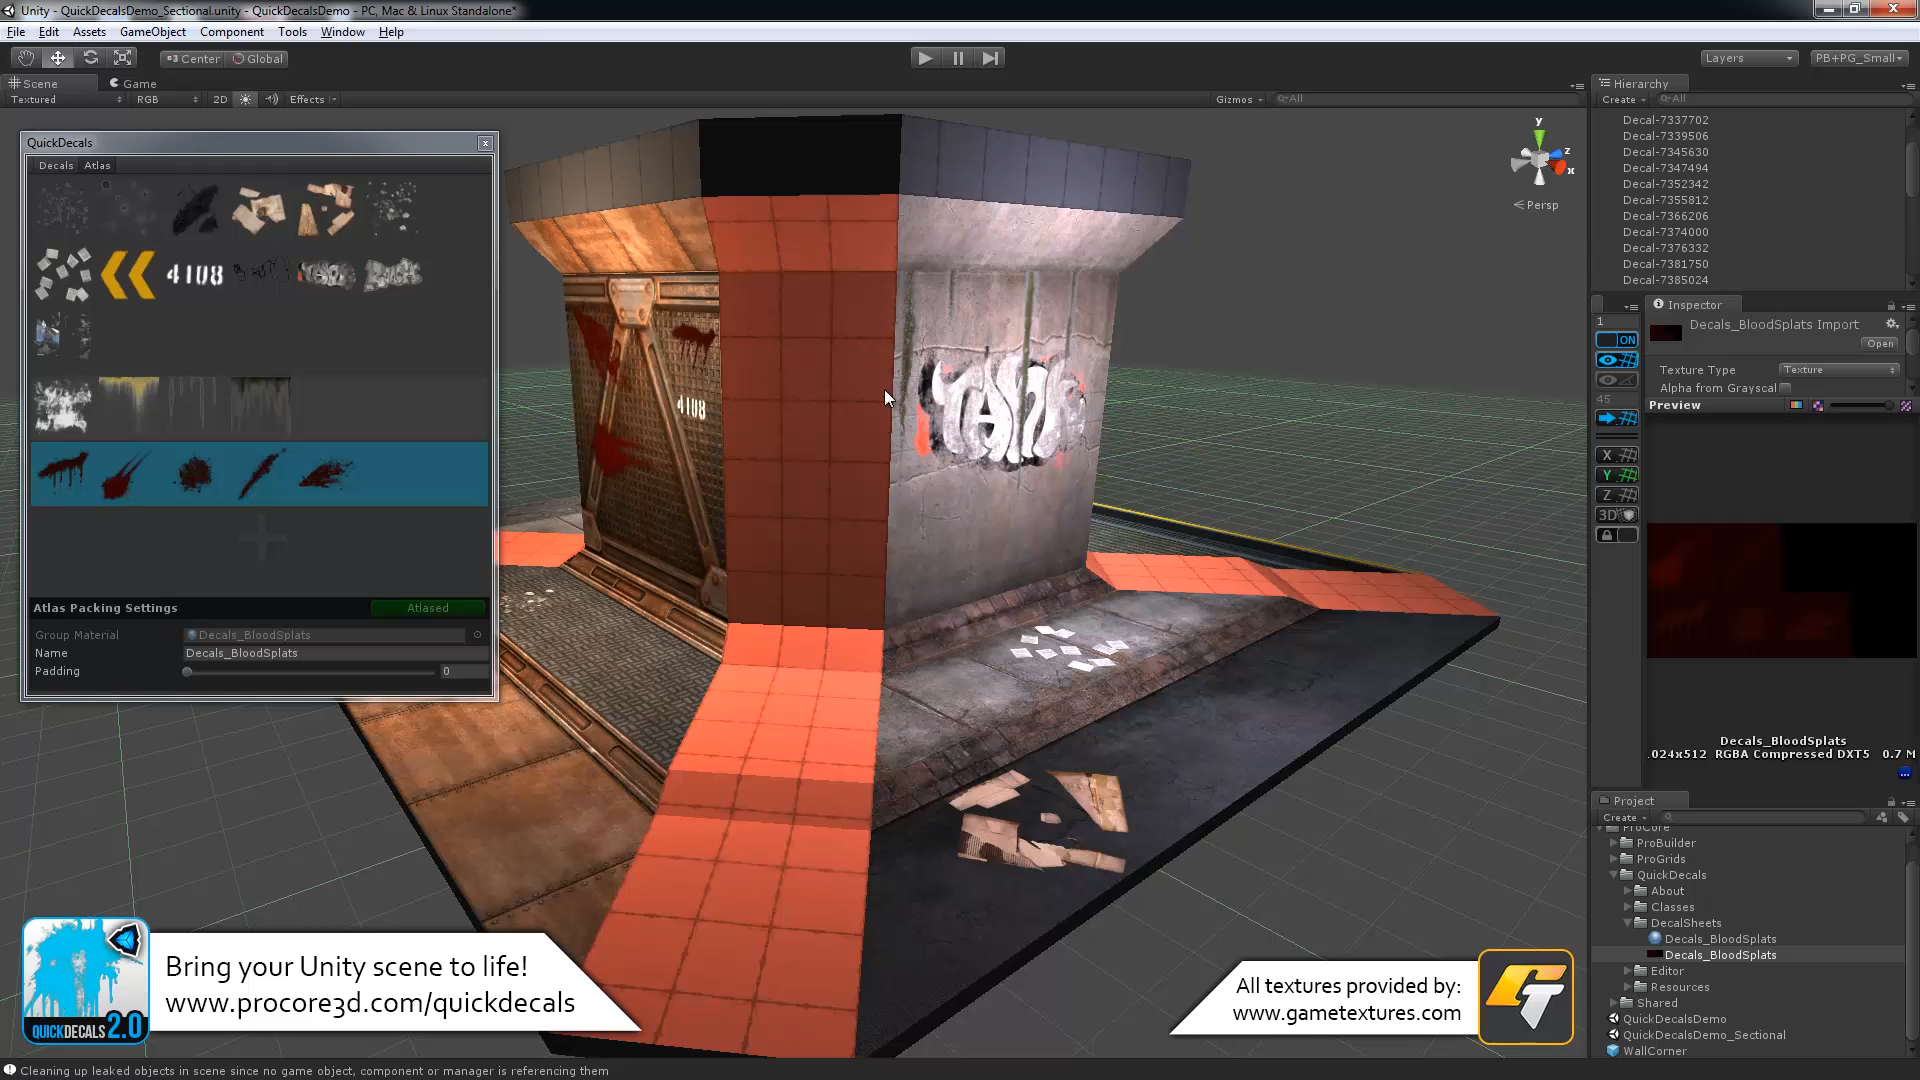 Unity - QuickDecalsDemo_Sectional.unity - QuickDecalsDemo - PC, Mac & Linux Standalone*
File Edit Assets GameObject Component Tools Window Help
Center Global
Layers
PB+PG_Small
Scene Game
Textured RGB 2D Effects
Gizmos All
Hierarchy
Create All
Decal-7337702
Decal-7339506
Decal-7345630
Decal-7347494
Decal-7352342
Decal-7355812
Decal-7366206
Decal-7374000
Decal-7376332
Decal-7381750
Decal-7385024
QuickDecals
Decals Atlas
4108
Atlas Packing Settings Atlased
Group Material Decals_BloodSplats
Name Decals_BloodSplats
Padding 0
4108
y
z
x
Persp
Inspector
Decals_BloodSplats Import
Open
Texture Type Texture
Alpha from Grayscal
Preview
1
ON
45
X
Y
Z
3D
Decals_BloodSplats
024x512 RGBA Compressed DXT5 0.7 M
Project
Create
ProCore
ProBuilder
ProGrids
QuickDecals
About
Classes
DecalSheets
Decals_BloodSplats
Decals_BloodSplats
Editor
Resources
Shared
QuickDecalsDemo
QuickDecalsDemo_Sectional
WallCorner
QUICKDECALS 2.0
Bring your Unity scene to life!
www.procore3d.com/quickdecals
All textures provided by:
www.gametextures.com
GT
Cleaning up leaked objects in scene since no game object, component or manager is referencing them